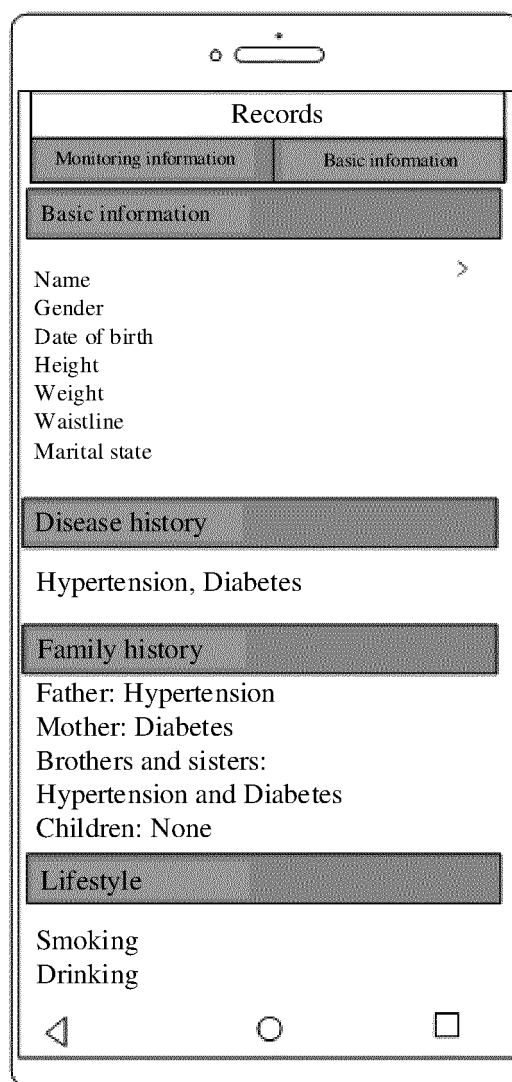 Records
Monitoring information Basic information
Basic information
Name
Gender
Date of birth
Height
Weight
Waistline
Marital state
Disease history
Hypertension, Diabetes
Family history
Father: Hypertension
Mother: Diabetes
Brothers and sisters:
Hypertension and Diabetes
Children: None
Lifestyle
Smoking
Drinking